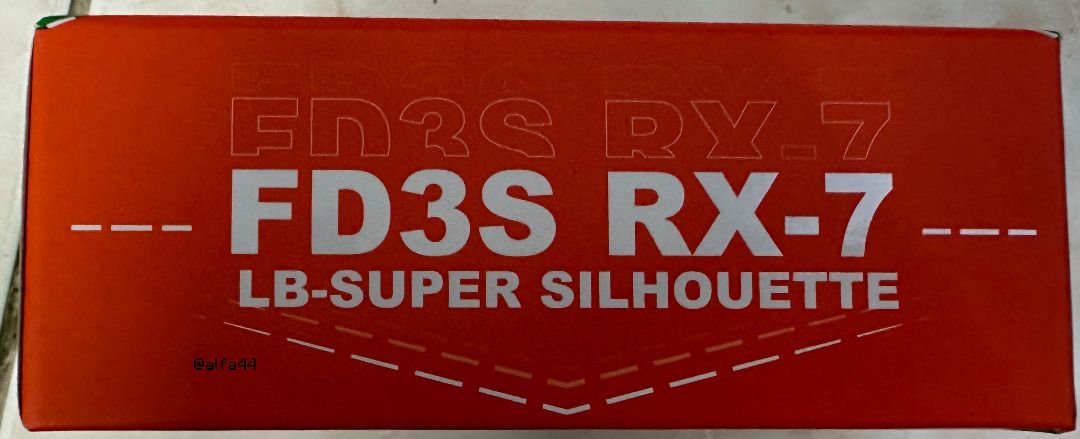 FD3S RX-7
FD3S RX-7
LB-SUPER SILHOUETTE
@alfa44